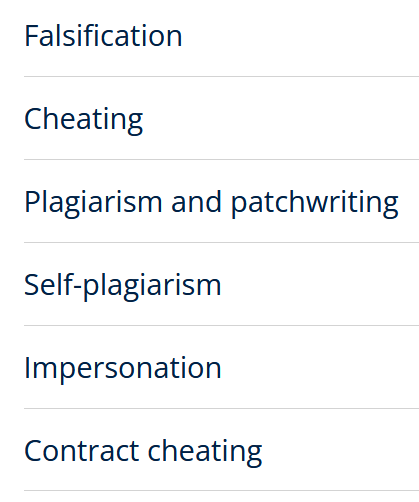 Falsification
Cheating
Plagiarism and patchwriting
Self-plagiarism
Impersonation
Contract cheating